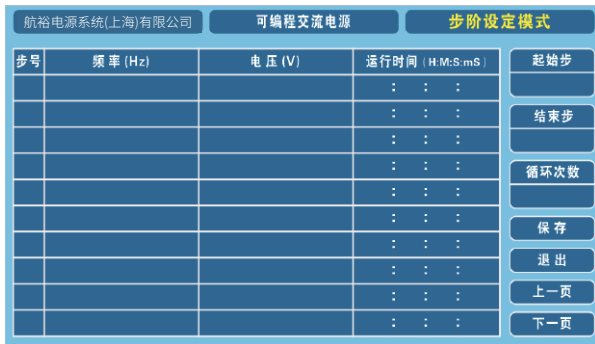 航裕电源系统(上海)有限公司
可编程交流电源
步阶设定模式
步号 频率(Hz) 电压(V) 运行时间(H:M:S:mS)
: : :
: : :
: : :
: : :
: : :
: : :
: : :
: : :
: : :
: : :
起始步
结束步
循环次数
保存
退出
上一页
下一页